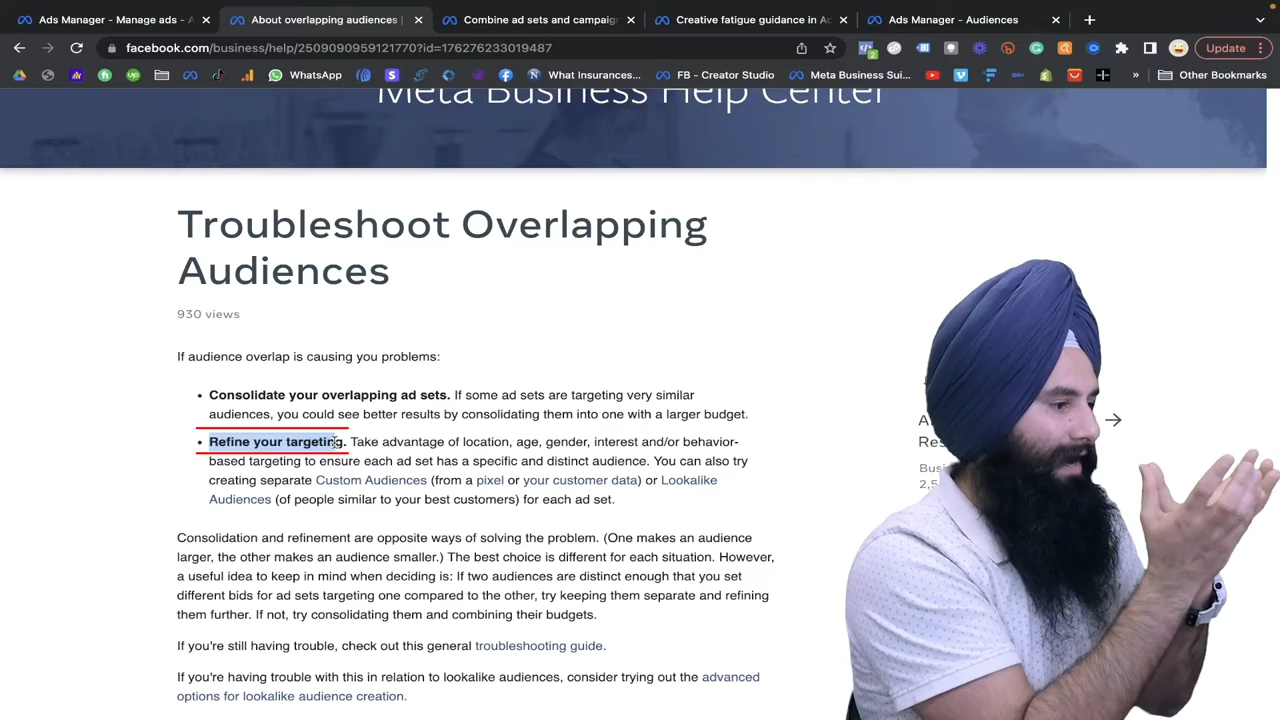 Ads Manager - Manage ads - A
About overlapping audiences |
Combine ad sets and campaig
Creative fatigue guidance in Ac
Ads Manager - Audiences
facebook.com/business/help/2509090959121770?id=176276233019487
Update
WhatsApp
What Insurances...
FB - Creator Studio
Meta Business Sui...
Other Bookmarks
Meta Business Help Center
Troubleshoot Overlapping
Audiences
930 views
If audience overlap is causing you problems:
• Consolidate your overlapping ad sets. If some ad sets are targeting very similar
audiences, you could see better results by consolidating them into one with a larger budget.
• Refine your targeting. Take advantage of location, age, gender, interest and/or behavior-
based targeting to ensure each ad set has a specific and distinct audience. You can also try
creating separate Custom Audiences (from a pixel or your customer data) or Lookalike
Audiences (of people similar to your best customers) for each ad set.
Consolidation and refinement are opposite ways of solving the problem. (One makes an audience
larger, the other makes an audience smaller.) The best choice is different for each situation. However,
a useful idea to keep in mind when deciding is: If two audiences are distinct enough that you set
different bids for ad sets targeting one compared to the other, try keeping them separate and refining
them further. If not, try consolidating them and combining their budgets.
If you're still having trouble, check out this general troubleshooting guide.
If you're having trouble with this in relation to lookalike audiences, consider trying out the advanced
options for lookalike audience creation.